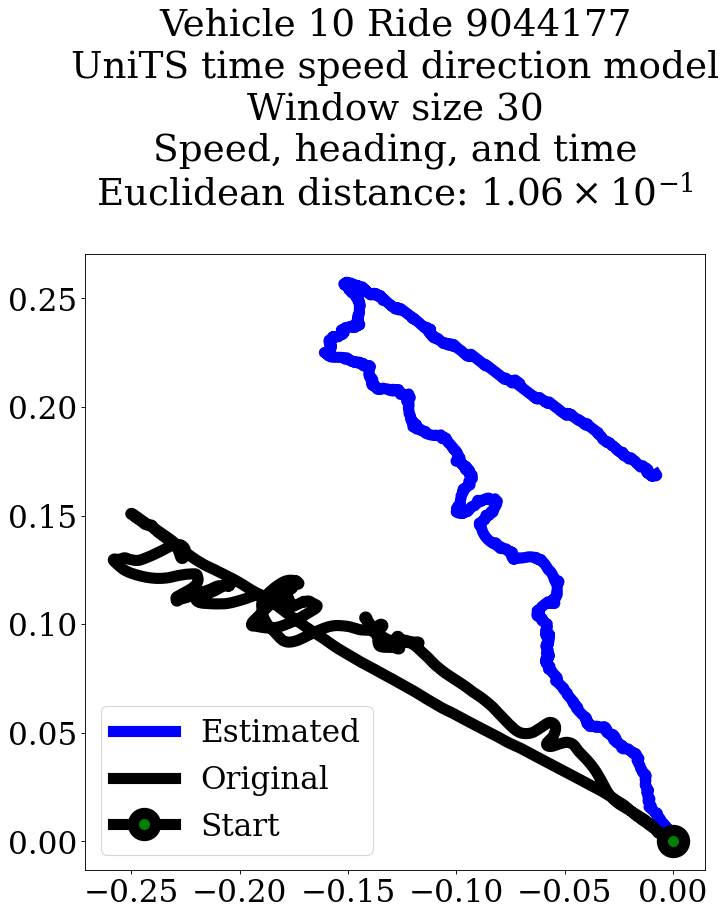 Vehicle 10 Ride 9044177
UniTS time speed direction model
Window size 30
Speed, heading, and time
Euclidean distance: 1.06 × 10⁻¹
0.25
0.20
0.15
0.10
0.05
0.00
Estimated
Original
Start
−0.25 −0.20 −0.15 −0.10 −0.05 0.00